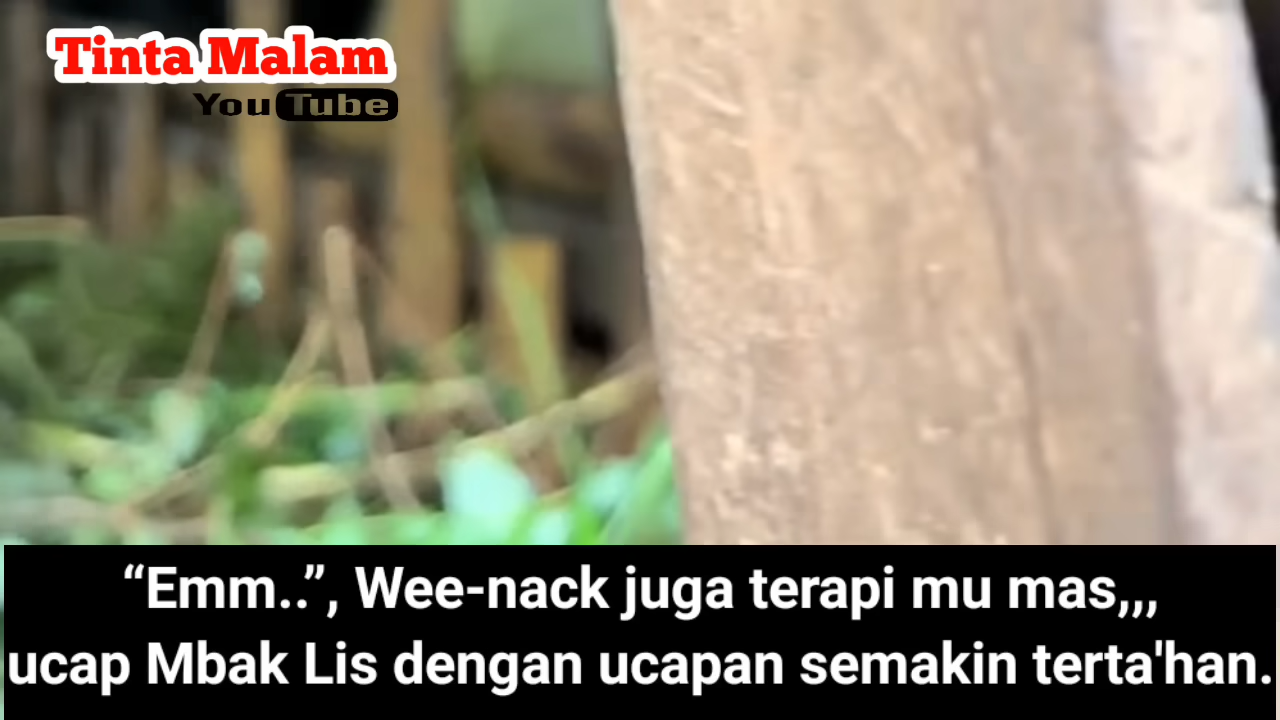 Tinta Malam
YouTube
“Emm..”, Wee-nack juga terapi mu mas,,,
ucap Mbak Lis dengan ucapan semakin terta'han.